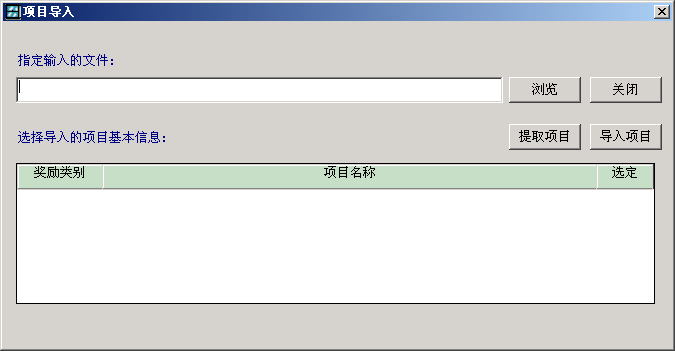 项目导入
指定输入的文件：
浏览 关闭
选择导入的项目基本信息：
提取项目 导入项目
奖励类别 项目名称 选定